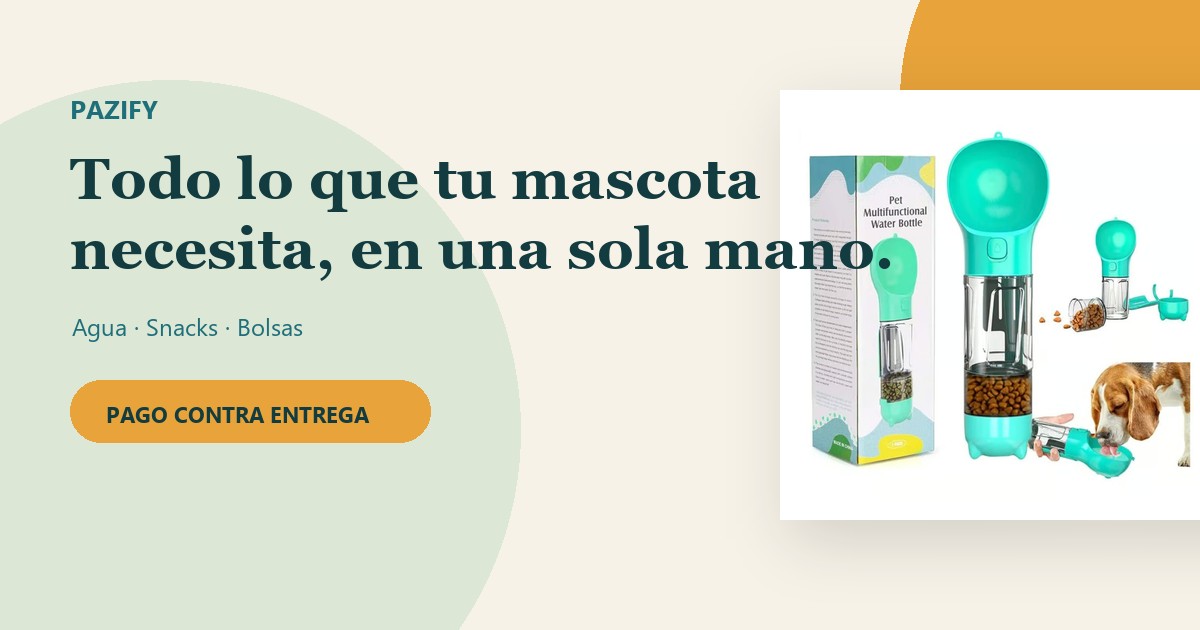 PAZIFY
Todo lo que tu mascota
necesita, en una sola mano.
Agua · Snacks · Bolsas
PAGO CONTRA ENTREGA
Pet
Multifunctional
Water Bottle